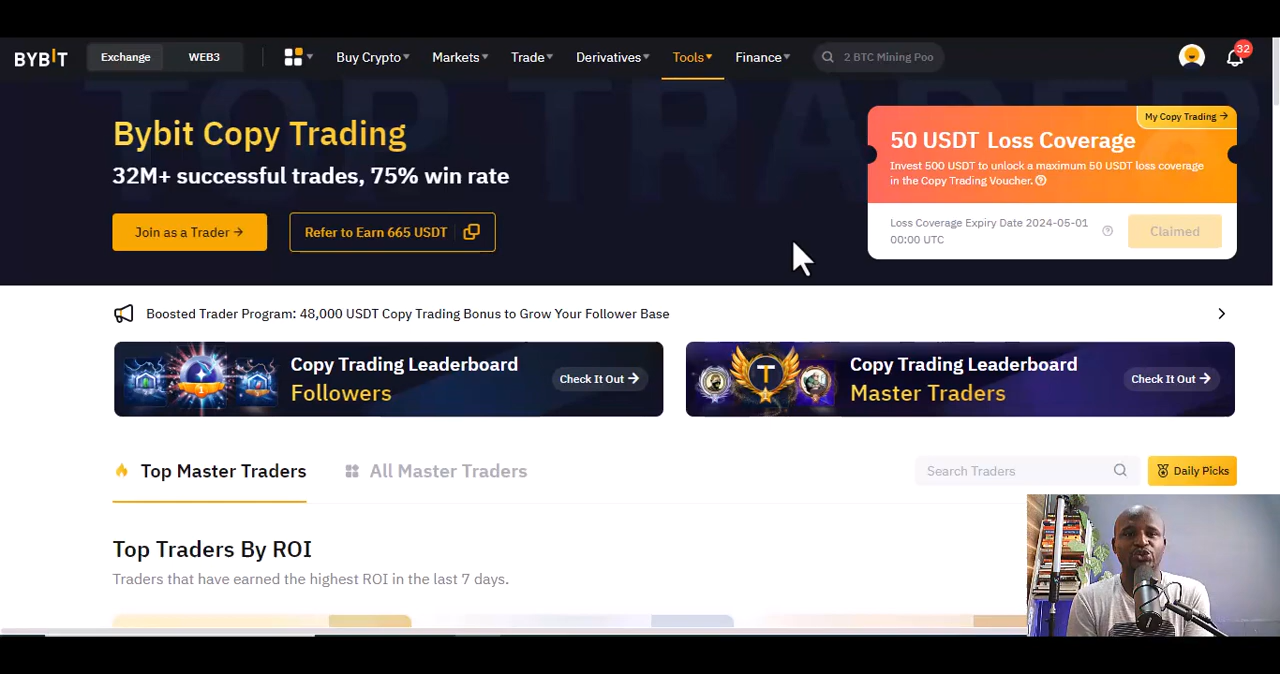 BYBIT Exchange WEB3 Buy Crypto Markets Trade Derivatives Tools Finance 2 BTC Mining Poo 32
My Copy Trading →
Bybit Copy Trading
50 USDT Loss Coverage
32M+ successful trades, 75% win rate
Invest 500 USDT to unlock a maximum 50 USDT loss coverage
in the Copy Trading Voucher.
Join as a Trader → Refer to Earn 665 USDT
Loss Coverage Expiry Date 2024-05-01
00:00 UTC
Claimed
Boosted Trader Program: 48,000 USDT Copy Trading Bonus to Grow Your Follower Base
Copy Trading Leaderboard
Followers
Check It Out →
Copy Trading Leaderboard
Master Traders
Check It Out →
Top Master Traders All Master Traders Search Traders Daily Picks
Top Traders By ROI
Traders that have earned the highest ROI in the last 7 days.